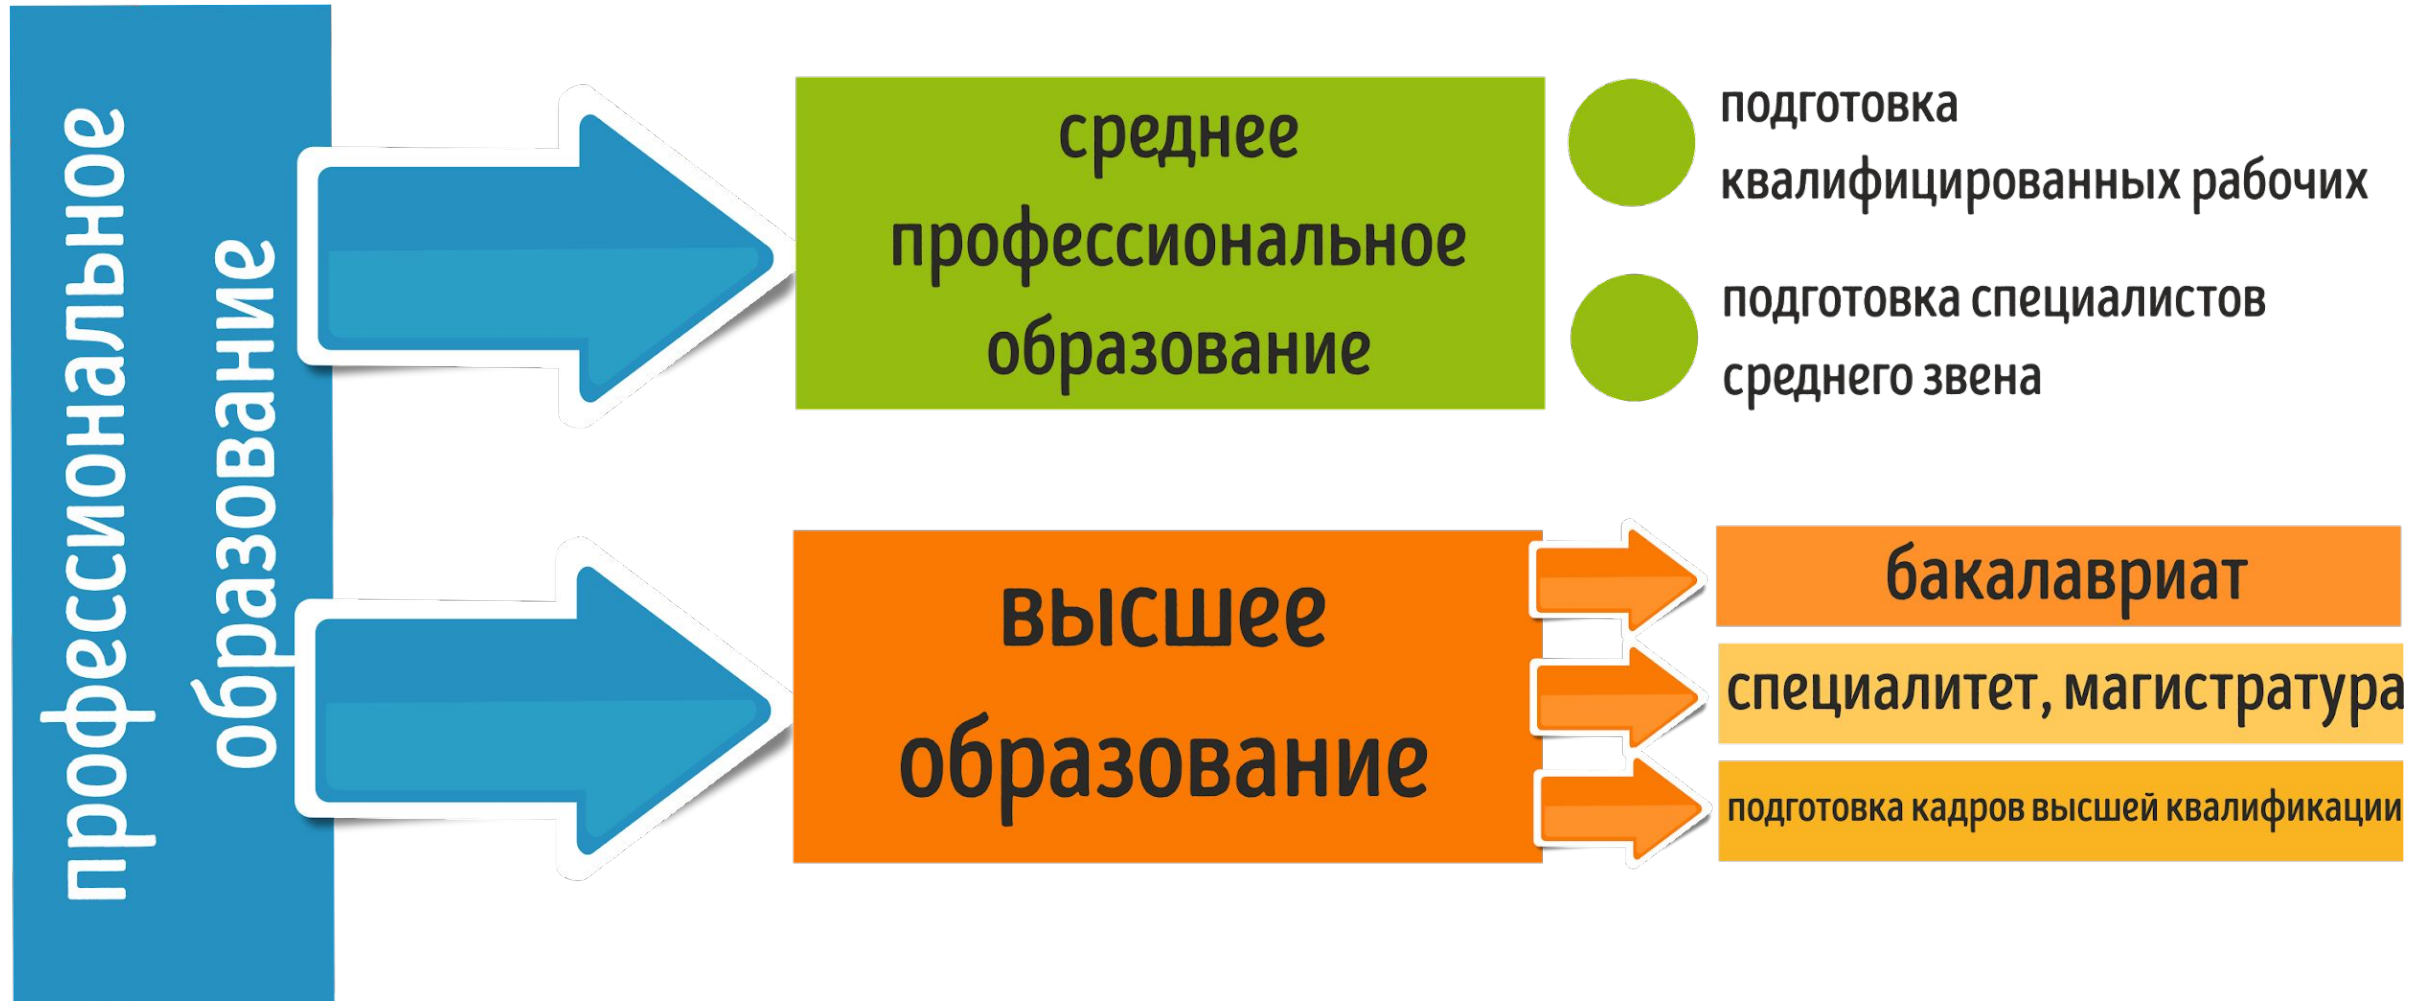 профессиональное
образование
среднее
профессиональное
образование
подготовка
квалифицированных рабочих
подготовка специалистов
среднего звена
высшее
образование
бакалавриат
специалитет, магистратура
подготовка кадров высшей квалификации